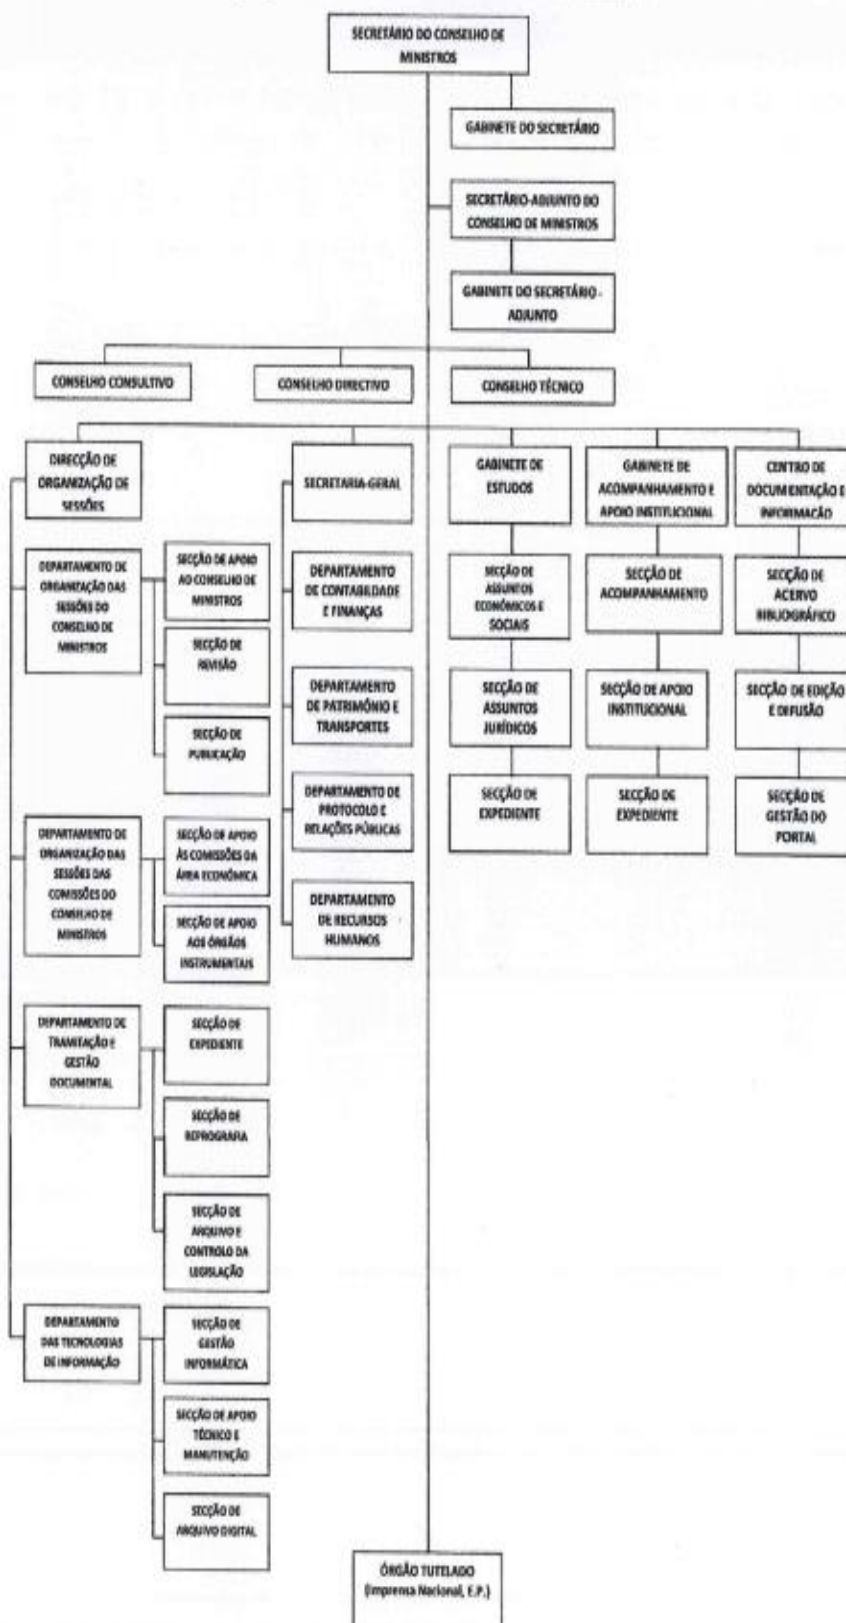 SECRETÁRIO DO CONSELHO DE
MINISTROS
GABINETE DO SECRETÁRIO
SECRETÁRIO-ADJUNTO DO
CONSELHO DE MINISTROS
GABINETE DO SECRETÁRIO -
ADJUNTO
CONSELHO CONSULTIVO
CONSELHO DIRECTIVO
CONSELHO TÉCNICO
DIRECÇÃO DE
ORGANIZAÇÃO DE
SESSÕES
DEPARTAMENTO DE
ORGANIZAÇÃO DAS
SESSÕES DO
CONSELHO DE
MINISTROS
SECÇÃO DE APOIO
AO CONSELHO DE
MINISTROS
SECÇÃO DE
REVISÃO
SECÇÃO DE
PUBLICAÇÃO
DEPARTAMENTO DE
ORGANIZAÇÃO DAS
SESSÕES DAS
COMISSÕES DO
CONSELHO DE
MINISTROS
SECÇÃO DE APOIO
ÀS COMISSÕES DA
ÁREA ECONÓMICA
SECÇÃO DE APOIO
AOS ÓRGÃOS
INSTRUMENTAIS
DEPARTAMENTO DE
TRAMITAÇÃO E
GESTÃO
DOCUMENTAL
SECÇÃO DE
EXPEDIENTE
SECÇÃO DE
REPROGRAFIA
SECÇÃO DE
ARQUIVO E
CONTROLO DA
LEGISLAÇÃO
DEPARTAMENTO
DAS TECNOLOGIAS
DE INFORMAÇÃO
SECÇÃO DE
GESTÃO
INFORMÁTICA
SECÇÃO DE APOIO
TÉCNICO E
MANUTENÇÃO
SECÇÃO DE
ARQUIVO DIGITAL
SECRETARIA-GERAL
DEPARTAMENTO
DE CONTABILDADE
E FINANÇAS
DEPARTAMENTO
DE PATRIMÓNIO E
TRANSPORTES
DEPARTAMENTO DE
PROTOCOLO E
RELAÇÕES PÚBLICAS
DEPARTAMENTO
DE RECURSOS
HUMANOS
GABINETE DE
ESTUDOS
SECÇÃO DE
ASSUNTOS
ECONÓMICOS E
SOCIAIS
SECÇÃO DE
ASSUNTOS
JURÍDICOS
SECÇÃO DE
EXPEDIENTE
GABINETE DE
ACOMPANHAMENTO E
APOIO INSTITUCIONAL
SECÇÃO DE
ACOMPANHAMENTO
SECÇÃO DE APOIO
INSTITUCIONAL
SECÇÃO DE
EXPEDIENTE
CENTRO DE
DOCUMENTAÇÃO E
INFORMAÇÃO
SECÇÃO DE
ACERVO
BIBLIOGRÁFICO
SECÇÃO DE EDIÇÃO
E DIFUSÃO
SECÇÃO DE
GESTÃO DO
PORTAL
ÓRGÃO TUTELADO
(Imprensa Nacional, E.P.)